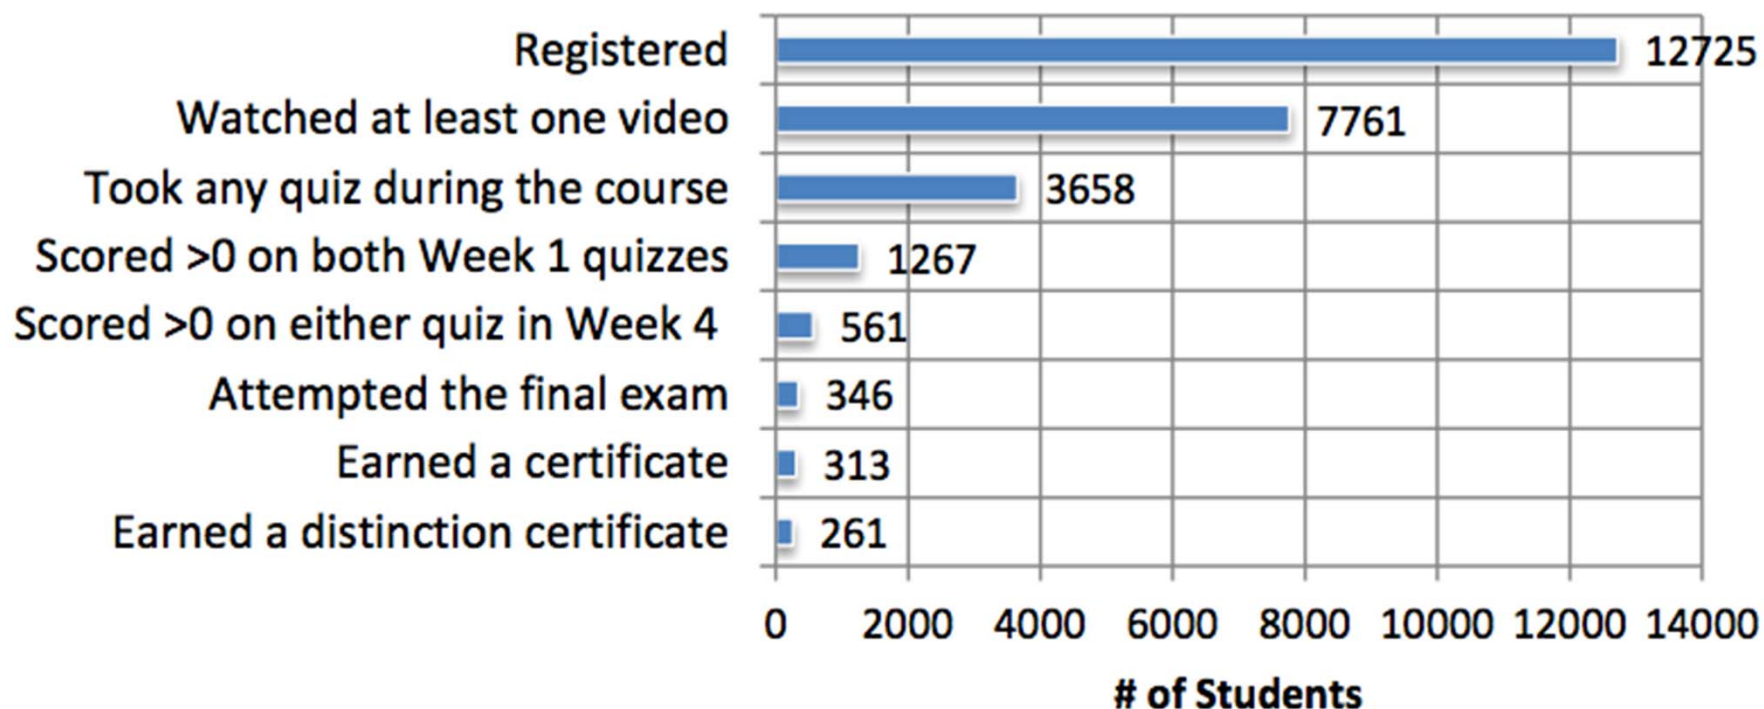 Registered 12725
Watched at least one video 7761
Took any quiz during the course 3658
Scored >0 on both Week 1 quizzes 1267
Scored >0 on either quiz in Week 4 561
Attempted the final exam 346
Earned a certificate 313
Earned a distinction certificate 261
0 2000 4000 6000 8000 10000 12000 14000
# of Students